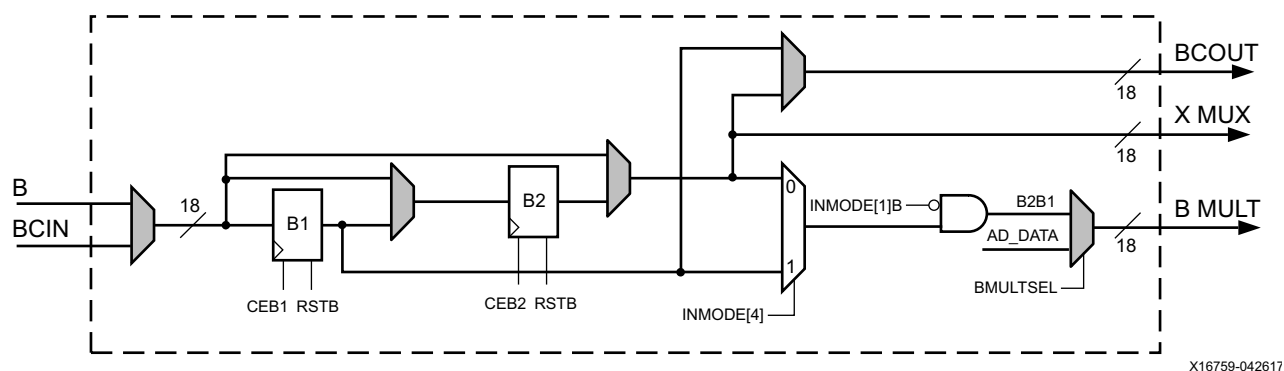 BCOUT
18
X MUX
18
B
18
BCIN
B1
B2
0
1
INMODE[1]B
B2B1
AD_DATA
B MULT
18
CEB1 RSTB
CEB2 RSTB
INMODE[4]
BMULTSEL
X16759-042617